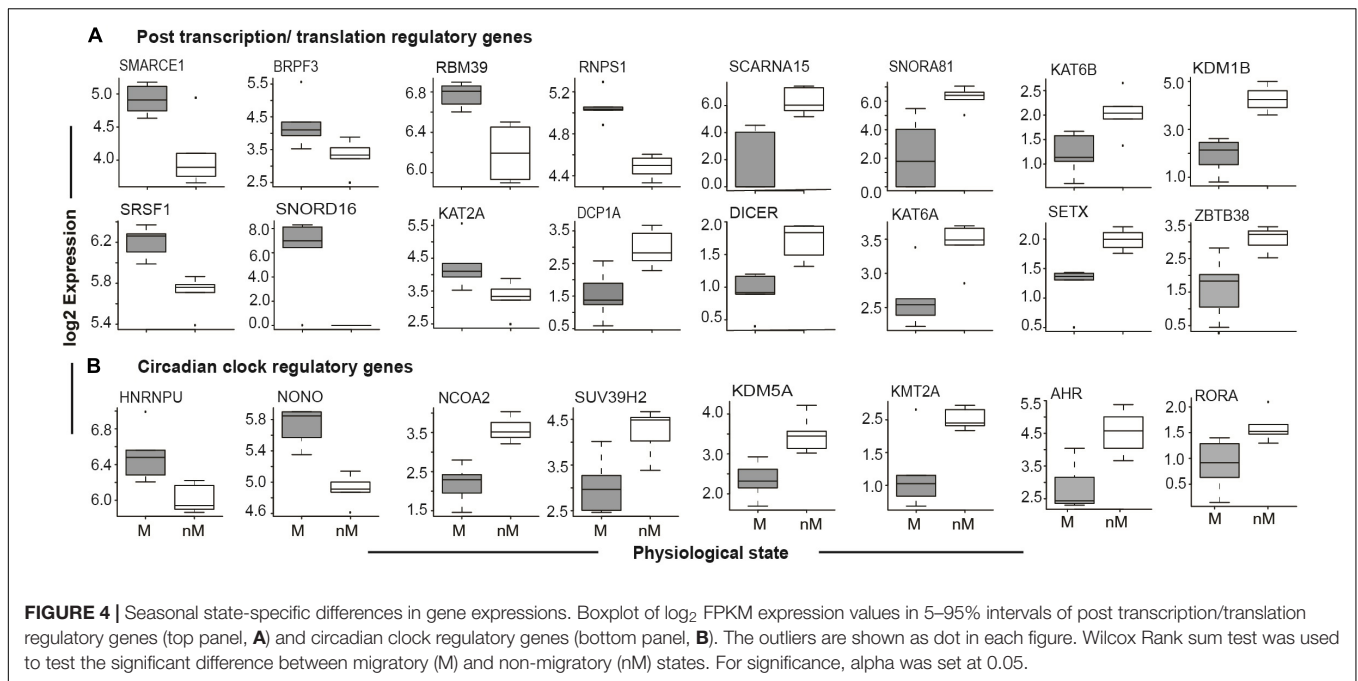 A Post transcription/ translation regulatory genes
SMARCE1 BRPF3 RBM39 RNPS1 SCARNA15 SNORA81 KAT6B KDM1B
5.0 4.5 4.0
5.5 4.5 3.5 2.5
6.8 6.4 6.0
5.2 4.8 4.4
6.0 4.0 2.0 0.0
6.0 4.0 2.0 0.0
2.0 1.0
5.0 3.0 1.0
SRSF1 SNORD16 KAT2A DCP1A DICER KAT6A SETX ZBTB38
6.2 5.8 5.4
8.0 6.0 4.0 2.0 0.0
5.5 4.5 3.5 2.5
3.5 2.5 1.5 0.5
2.0 1.5 1.0 0.5
3.5 3.0 2.5
2.0 1.5 1.0 0.5
3.5 2.5 1.5 0.5
log2 Expression
B Circadian clock regulatory genes
HNRNPU NONO NCOA2 SUV39H2 KDM5A KMT2A AHR RORA
6.8 6.4 6.0
5.8 5.4 5.0 4.6
3.5 2.5 1.5
4.5 3.5 2.5
4.0 3.0 2.0
2.5 1.0
5.5 4.5 3.5 2.5
2.0 1.5 1.0 0.5
M nM M nM M nM M nM M nM M nM M nM M nM
Physiological state
FIGURE 4 | Seasonal state-specific differences in gene expressions. Boxplot of log2 FPKM expression values in 5–95% intervals of post transcription/translation
regulatory genes (top panel, A) and circadian clock regulatory genes (bottom panel, B). The outliers are shown as dot in each figure. Wilcox Rank sum test was used
to test the significant difference between migratory (M) and non-migratory (nM) states. For significance, alpha was set at 0.05.